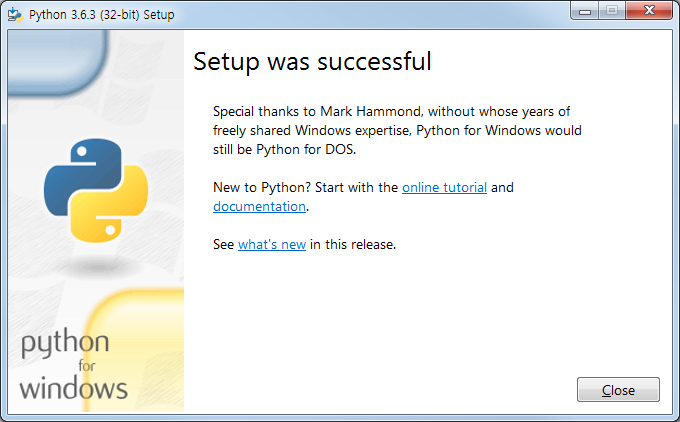 Python 3.6.3 (32-bit) Setup
Setup was successful
Special thanks to Mark Hammond, without whose years of
freely shared Windows expertise, Python for Windows would
still be Python for DOS.
New to Python? Start with the online tutorial and
documentation.
See what's new in this release.
python
for
windows
Close